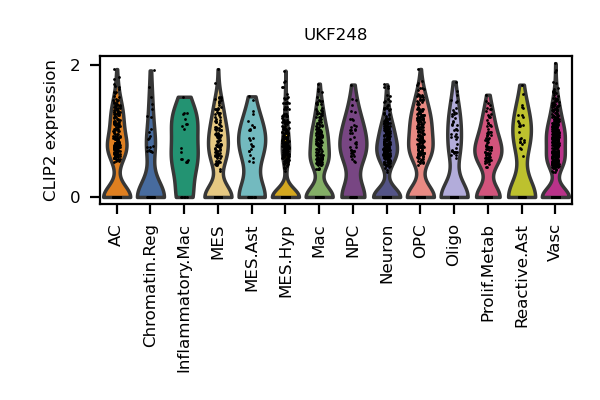 UKF248
CLIP2 expression
2
0
AC
Chromatin.Reg
Inflammatory.Mac
MES
MES.Ast
MES.Hyp
Mac
NPC
Neuron
OPC
Oligo
Prolif.Metab
Reactive.Ast
Vasc